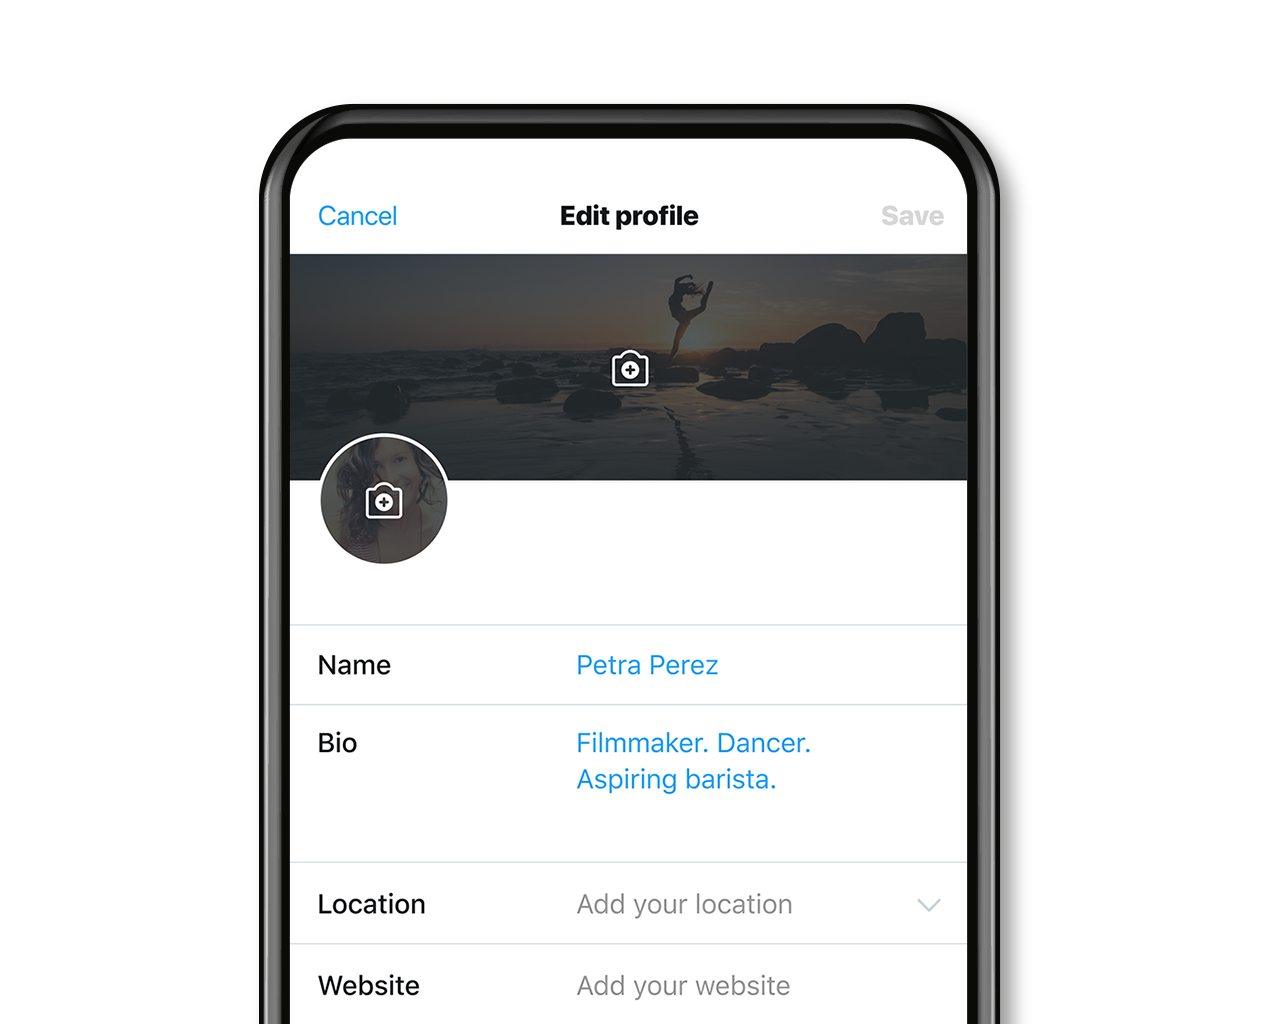 Cancel Edit profile Save
Name Petra Perez
Bio Filmmaker. Dancer.
Aspiring barista.
Location Add your location
Website Add your website